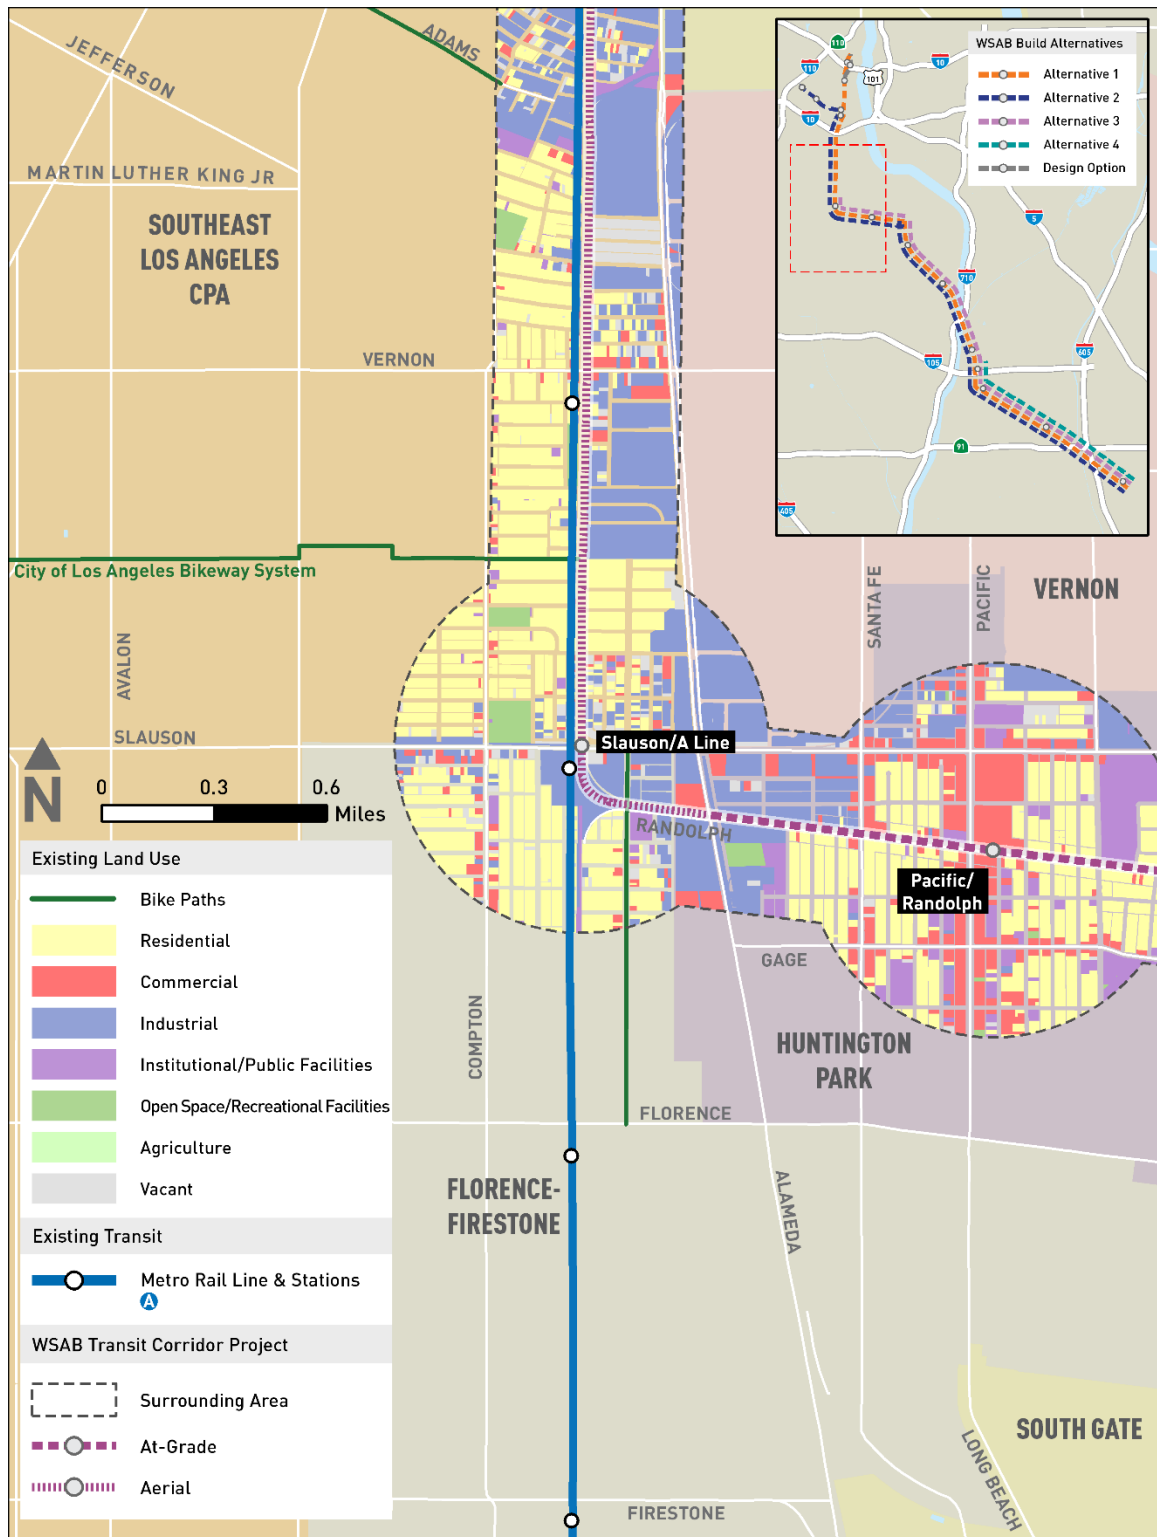 JEFFERSON
ADAMS
MARTIN LUTHER KING JR
SOUTHEAST
LOS ANGELES
CPA
VERNON
City of Los Angeles Bikeway System
AVALON
SLAUSON
N
0 0.3 0.6
Miles
Slauson/A Line
RANDOLPH
SANTA FE
PACIFIC
VERNON
Pacific/
Randolph
GAGE
HUNTINGTON
PARK
COMPTON
FLORENCE
FLORENCE-
FIRESTONE
ALAMEDA
SOUTH GATE
LONG BEACH
FIRESTONE
WSAB Build Alternatives
Alternative 1
Alternative 2
Alternative 3
Alternative 4
Design Option
110
110
10
101
10
5
710
105
605
91
405
Existing Land Use
Bike Paths
Residential
Commercial
Industrial
Institutional/Public Facilities
Open Space/Recreational Facilities
Agriculture
Vacant
Existing Transit
Metro Rail Line & Stations
A
WSAB Transit Corridor Project
Surrounding Area
At-Grade
Aerial